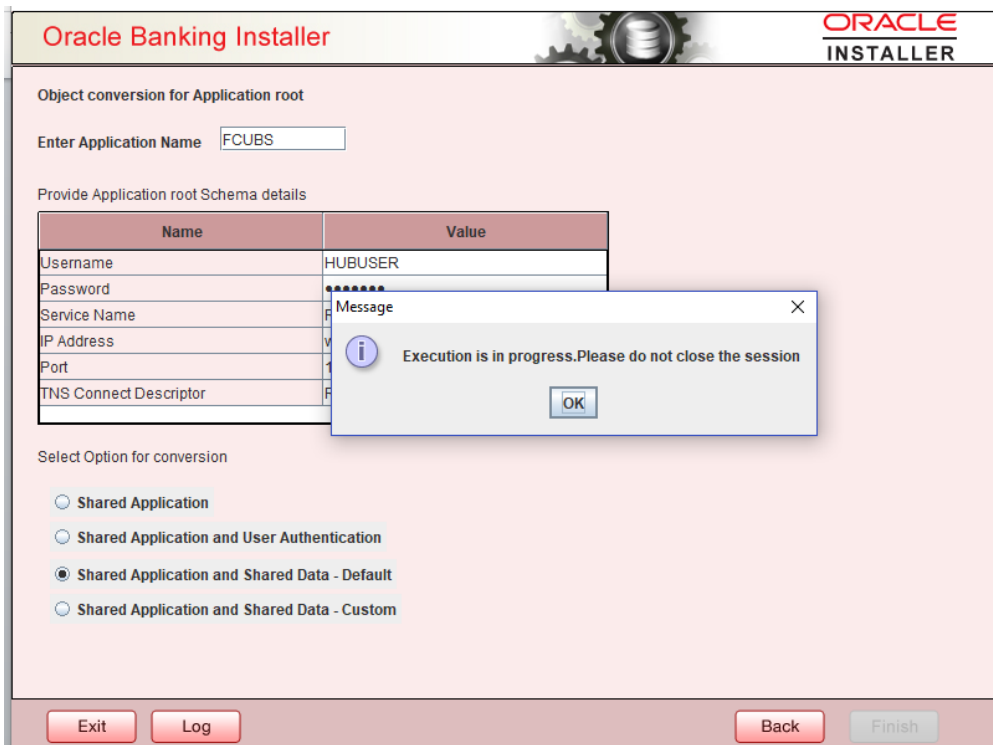 Oracle Banking Installer
ORACLE
INSTALLER
Object conversion for Application root
Enter Application Name FCUBS
Provide Application root Schema details
Name Value
Username HUBUSER
Password •••••••
Service Name
IP Address
Port
TNS Connect Descriptor
Message
Execution is in progress.Please do not close the session
OK
Select Option for conversion
Shared Application
Shared Application and User Authentication
Shared Application and Shared Data - Default
Shared Application and Shared Data - Custom
Exit Log Back Finish